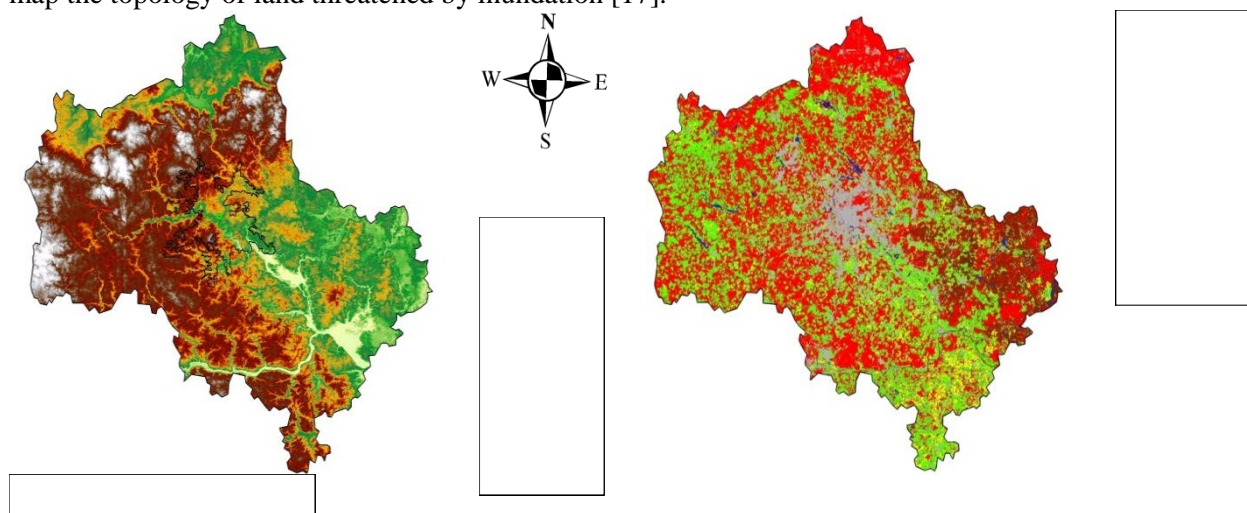 map the topology of land threatened by inundation [17].
N
W E
S